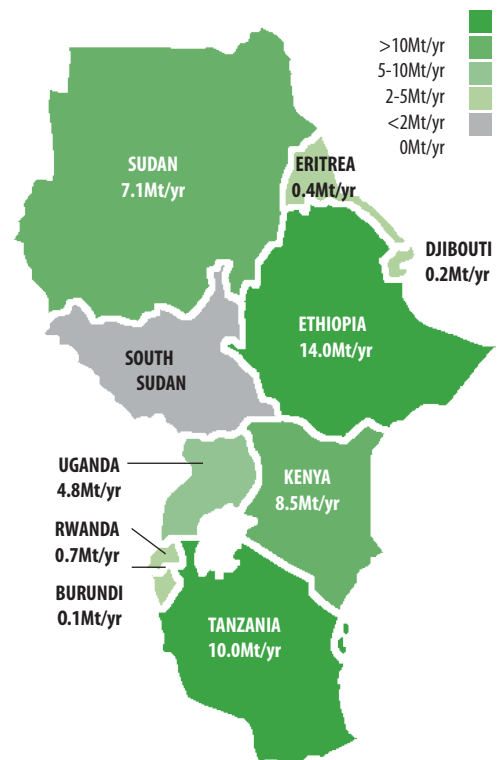 >10Mt/yr
5-10Mt/yr
2-5Mt/yr
<2Mt/yr
0Mt/yr
SUDAN
7.1Mt/yr
ERITREA
0.4Mt/yr
DJIBOUTI
0.2Mt/yr
ETHIOPIA
14.0Mt/yr
SOUTH
SUDAN
UGANDA
4.8Mt/yr
KENYA
8.5Mt/yr
RWANDA
0.7Mt/yr
BURUNDI
0.1Mt/yr
TANZANIA
10.0Mt/yr